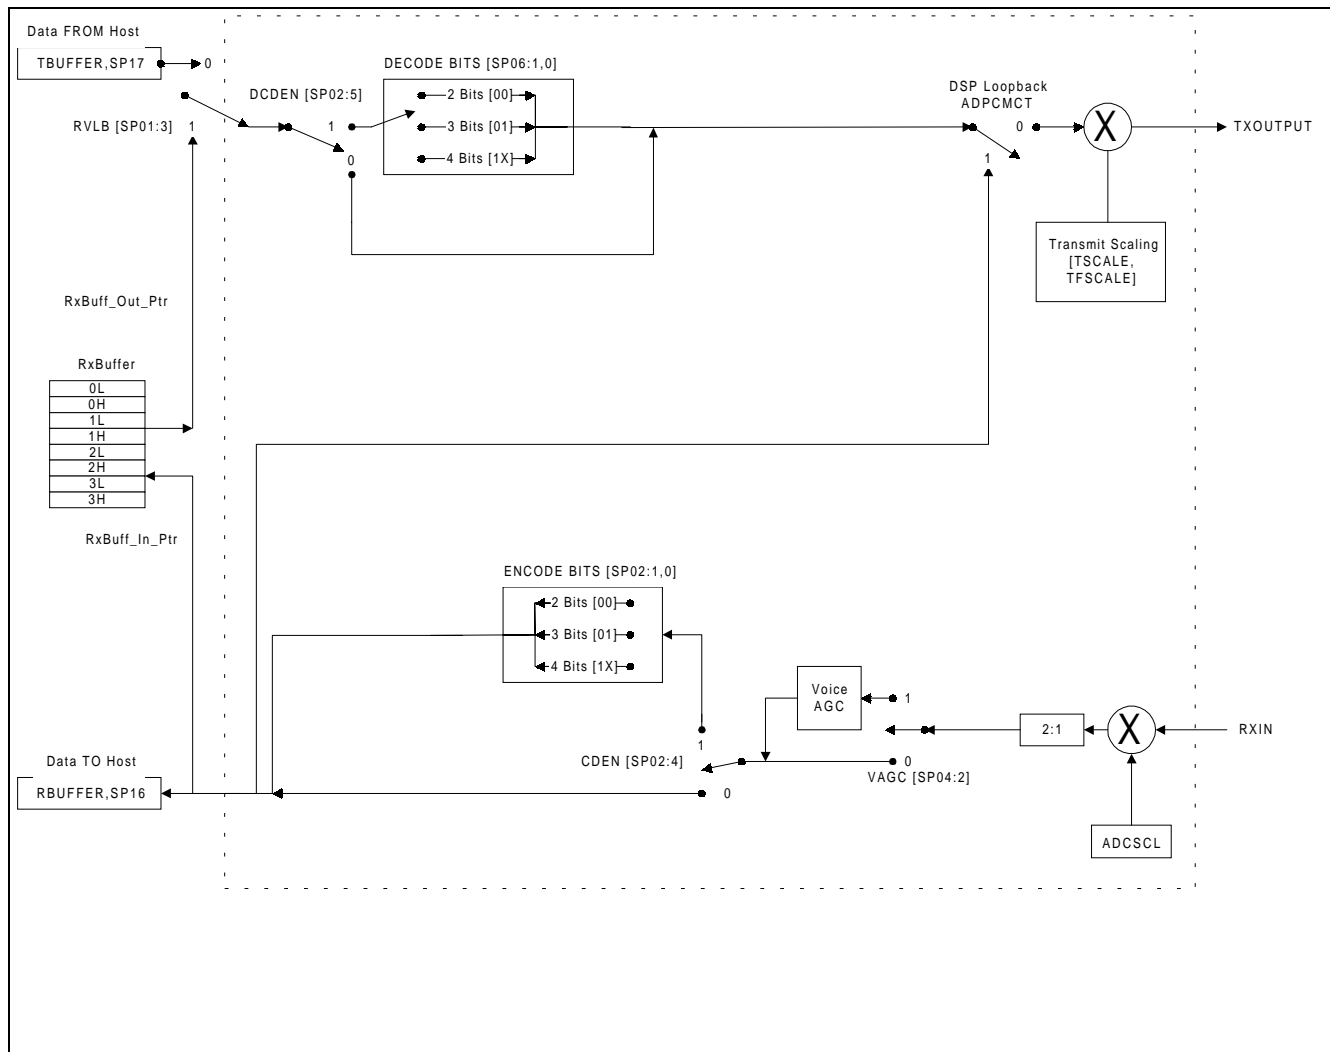 Data FROM Host
TBUFFER,SP17
0
RVLB [SP01:3]
1
DCDEN [SP02:5]
1
0
DECODE BITS [SP06:1,0]
2 Bits [00]
3 Bits [01]
4 Bits [1X]
DSP Loopback
ADPCMCT
0
1
X
TXOUTPUT
Transmit Scaling
[TSCALE,
TFSCALE]
RxBuff_Out_Ptr
RxBuffer
0L
0H
1L
1H
2L
2H
3L
3H
RxBuff_In_Ptr
ENCODE BITS [SP02:1,0]
2 Bits [00]
3 Bits [01]
4 Bits [1X]
Voice
AGC
1
0
VAGC [SP04:2]
2:1
X
RXIN
ADCSCL
1
CDEN [SP02:4]
0
Data TO Host
RBUFFER,SP16